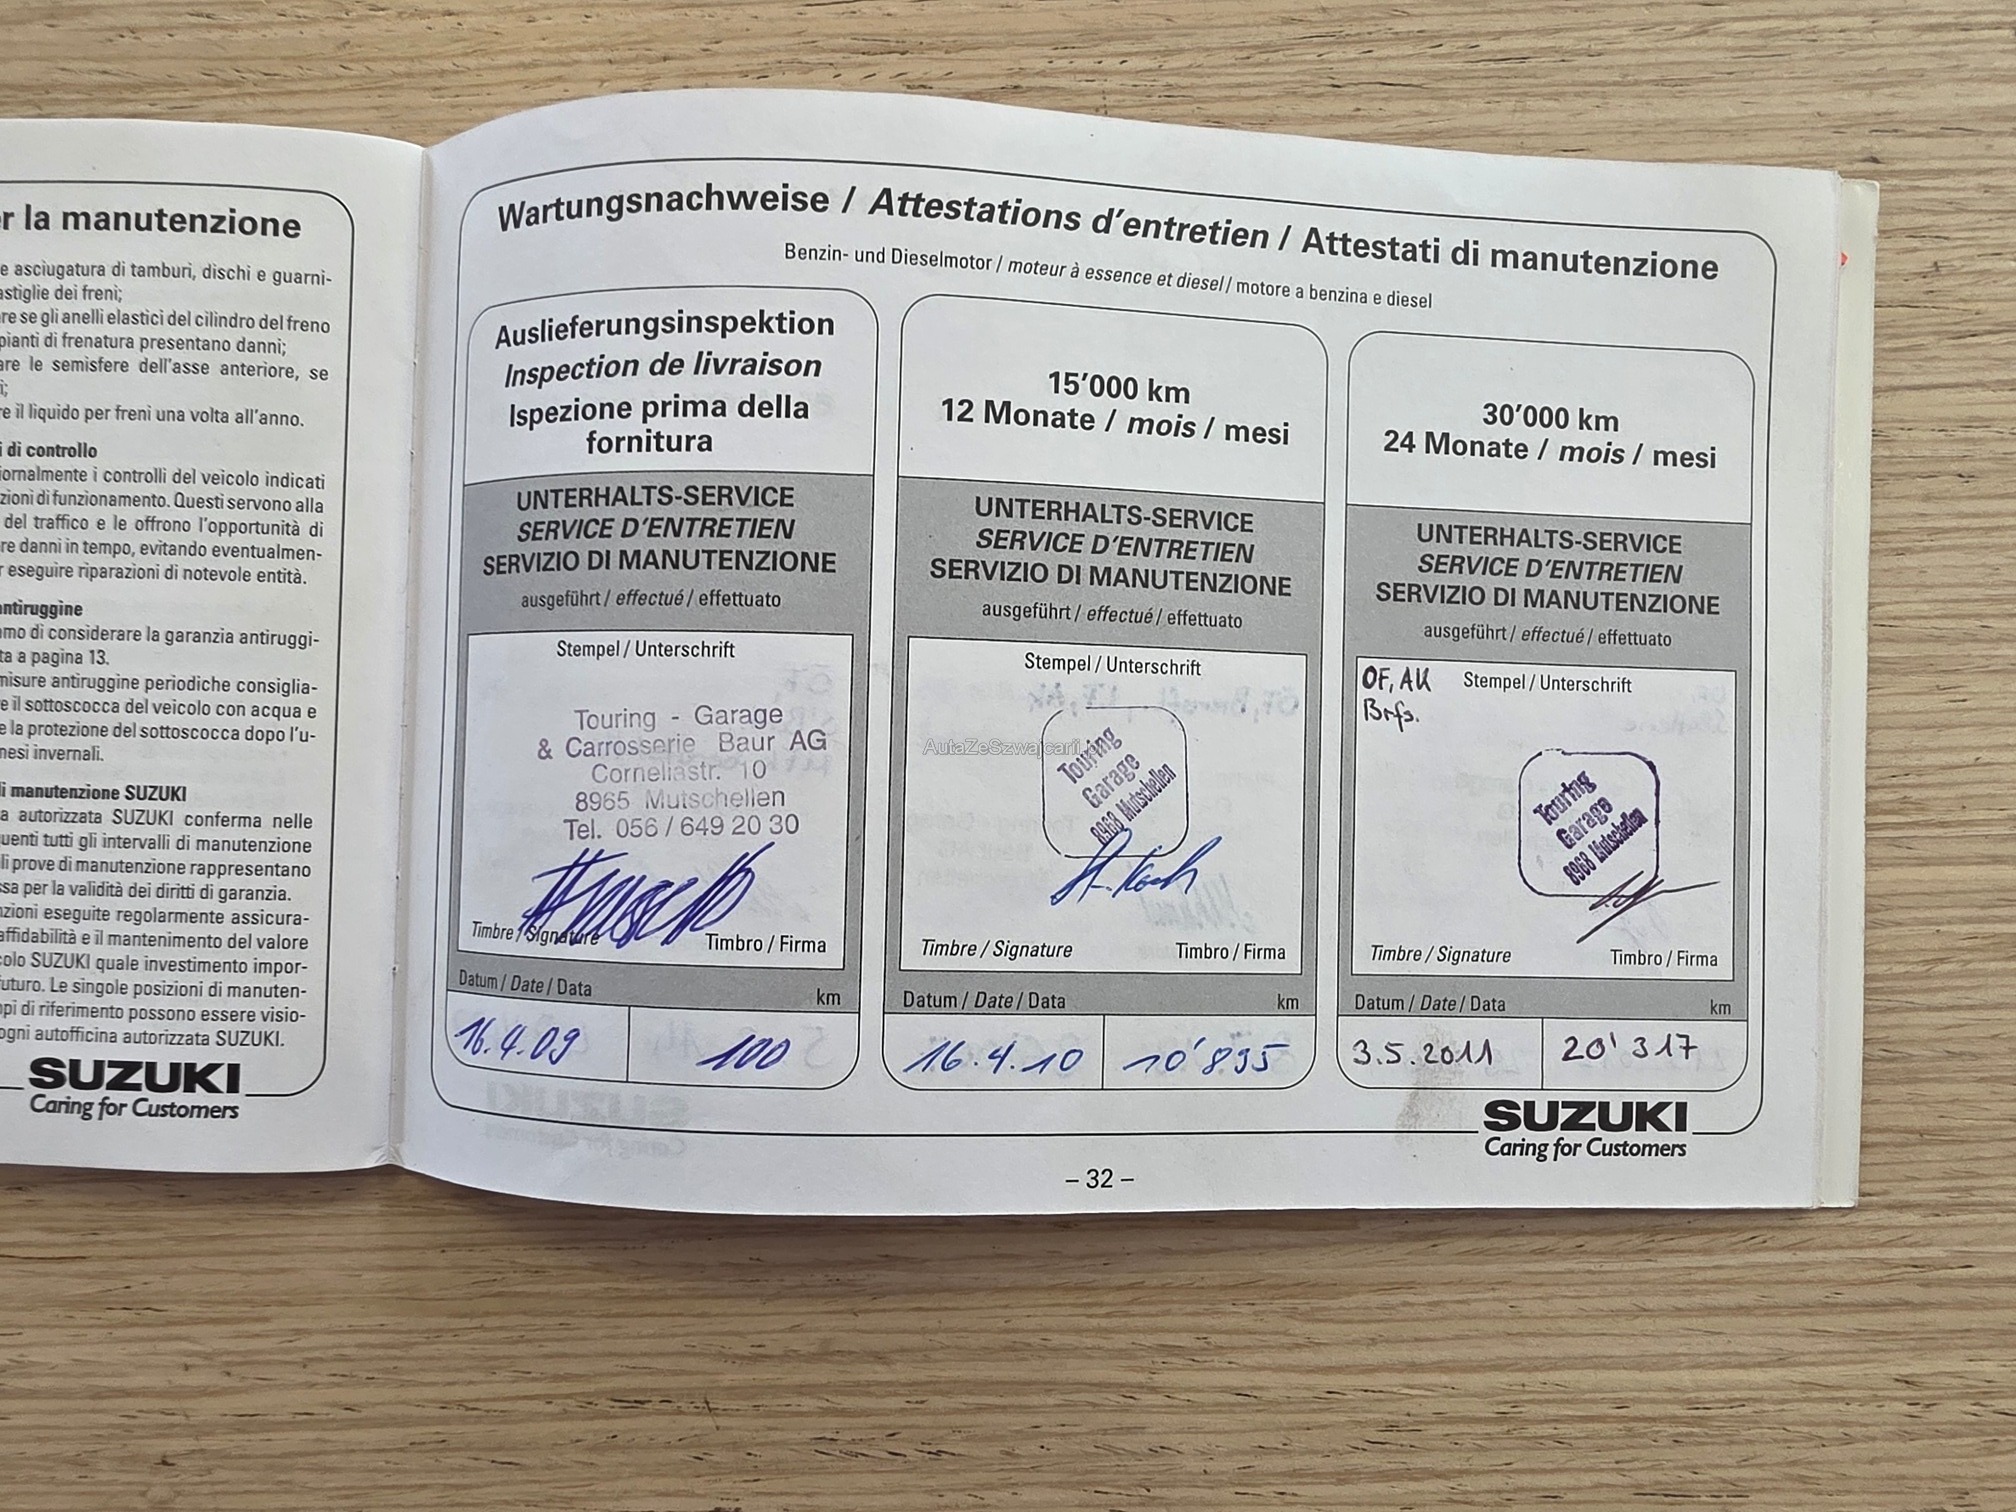 r la manutenzione
e asciugatura di tamburi, dischi e guarni-
astiglie dei freni;
re se gli anelli elastici del cilindro del freno
pianti di frenatura presentano danni;
are le semisfere dell'asse anteriore, se
i;
e il liquido per freni una volta all'anno.
i di controllo
iornalmente i controlli del veicolo indicati
zioni di funzionamento. Questi servono alla
del traffico e le offrono l'opportunità di
re danni in tempo, evitando eventualmen-
r eseguire riparazioni di notevole entità.
antiruggine
amo di considerare la garanzia antiruggi-
ta a pagina 13.
misure antiruggine periodiche consiglia-
e il sottoscocca del veicolo con acqua e
e la protezione del sottoscocca dopo l'u-
mesi invernali.
i manutenzione SUZUKI
a autorizzata SUZUKI conferma nelle
uenti tutti gli intervalli di manutenzione
li prove di manutenzione rappresentano
sa per la validità dei diritti di garanzia.
nzioni eseguite regolarmente assicura-
affidabilità e il mantenimento del valore
colo SUZUKI quale investimento impor-
futuro. Le singole posizioni di manuten-
pi di riferimento possono essere visio-
ogni autofficina autorizzata SUZUKI.
SUZUKI
Caring for Customers
Wartungsnachweise / Attestations d'entretien / Attestati di manutenzione
Benzin- und Dieselmotor / moteur à essence et diesel / motore a benzina e diesel
Auslieferungsinspektion
Inspection de livraison
Ispezione prima della
fornitura
UNTERHALTS-SERVICE
SERVICE D'ENTRETIEN
SERVIZIO DI MANUTENZIONE
ausgeführt / effectué / effettuato
Stempel / Unterschrift
Touring - Garage
& Carrosserie Baur AG
Corneliastr. 10
8965 Mutschellen
Tel. 056 / 649 20 30
Timbre / Signature Timbro / Firma
Datum / Date / Data km
16.4.09 100
15'000 km
12 Monate / mois / mesi
UNTERHALTS-SERVICE
SERVICE D'ENTRETIEN
SERVIZIO DI MANUTENZIONE
ausgeführt / effectué / effettuato
Stempel / Unterschrift
AutaZeSzwajcarii.
Touring
Garage
8968 Mutschellen
Timbre / Signature Timbro / Firma
Datum / Date / Data km
16.4.10 10'895
30'000 km
24 Monate / mois / mesi
UNTERHALTS-SERVICE
SERVICE D'ENTRETIEN
SERVIZIO DI MANUTENZIONE
ausgeführt / effectué / effettuato
OF, AU Stempel / Unterschrift
Brfs.
Touring
Garage
8968 Mutschellen
Timbre / Signature Timbro / Firma
Datum / Date / Data km
3.5.2011 20'317
SUZUKI
Caring for Customers
– 32 –